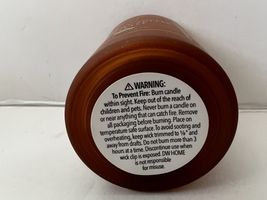 ⚠ WARNING:
To Prevent Fire: Burn candle
within sight. Keep out of the reach of
children and pets. Never burn a candle on
or near anything that can catch fire. Remove
all packaging before burning. Place on
temperature safe surface. To avoid sooting and
overheating, keep wick trimmed to ¼" and
away from drafts. Do not burn more than 3
hours at a time. Discontinue use when
wick clip is exposed. DW HOME
is not responsible
for misuse.